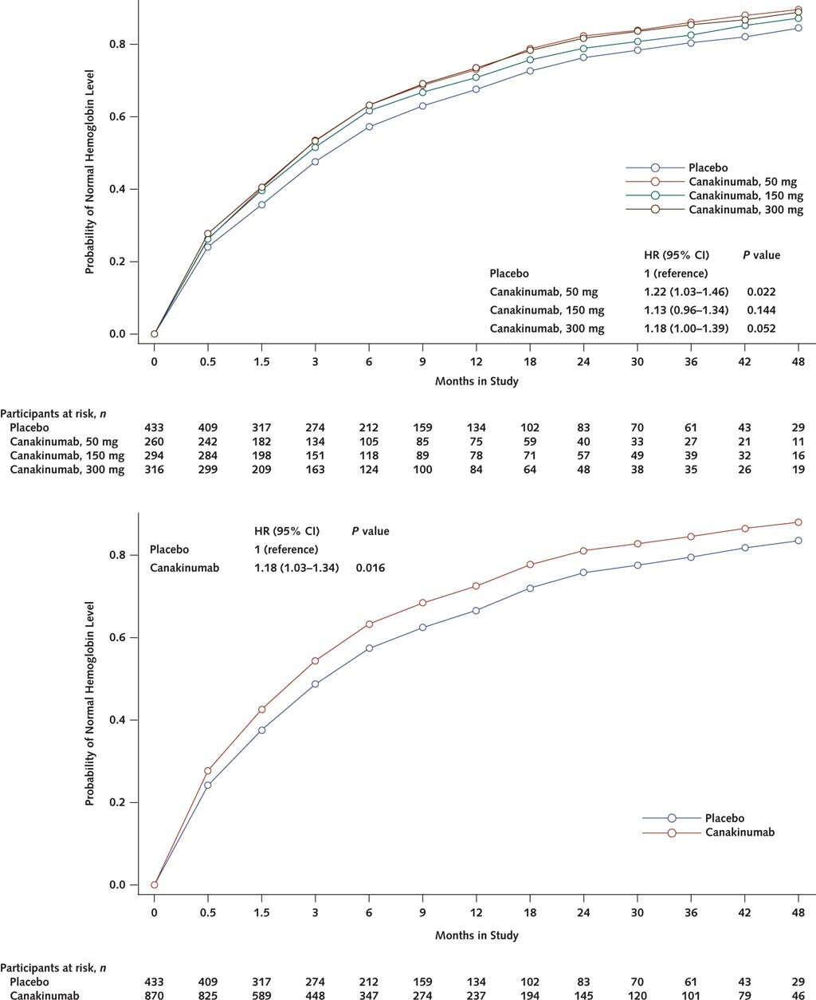 0.8
0.6
0.4
0.2
0.0
Probability of Normal Hemoglobin Level
Placebo
Canakinumab, 50 mg
Canakinumab, 150 mg
Canakinumab, 300 mg
HR (95% CI) P value
Placebo 1 (reference)
Canakinumab, 50 mg 1.22 (1.03–1.46) 0.022
Canakinumab, 150 mg 1.13 (0.96–1.34) 0.144
Canakinumab, 300 mg 1.18 (1.00–1.39) 0.052
0 0.5 1.5 3 6 9 12 18 24 30 36 42 48
Months in Study
Participants at risk, n
Placebo 433 409 317 274 212 159 134 102 83 70 61 43 29
Canakinumab, 50 mg 260 242 182 134 105 85 75 59 40 33 27 21 11
Canakinumab, 150 mg 294 284 198 151 118 89 78 71 57 49 39 32 16
Canakinumab, 300 mg 316 299 209 163 124 100 84 64 48 38 35 26 19
HR (95% CI) P value
Placebo 1 (reference)
Canakinumab 1.18 (1.03–1.34) 0.016
0.8
0.6
0.4
0.2
0.0
Probability of Normal Hemoglobin Level
Placebo
Canakinumab
0 0.5 1.5 3 6 9 12 18 24 30 36 42 48
Months in Study
Participants at risk, n
Placebo 433 409 317 274 212 159 134 102 83 70 61 43 29
Canakinumab 870 825 589 448 347 274 237 194 145 120 101 79 46